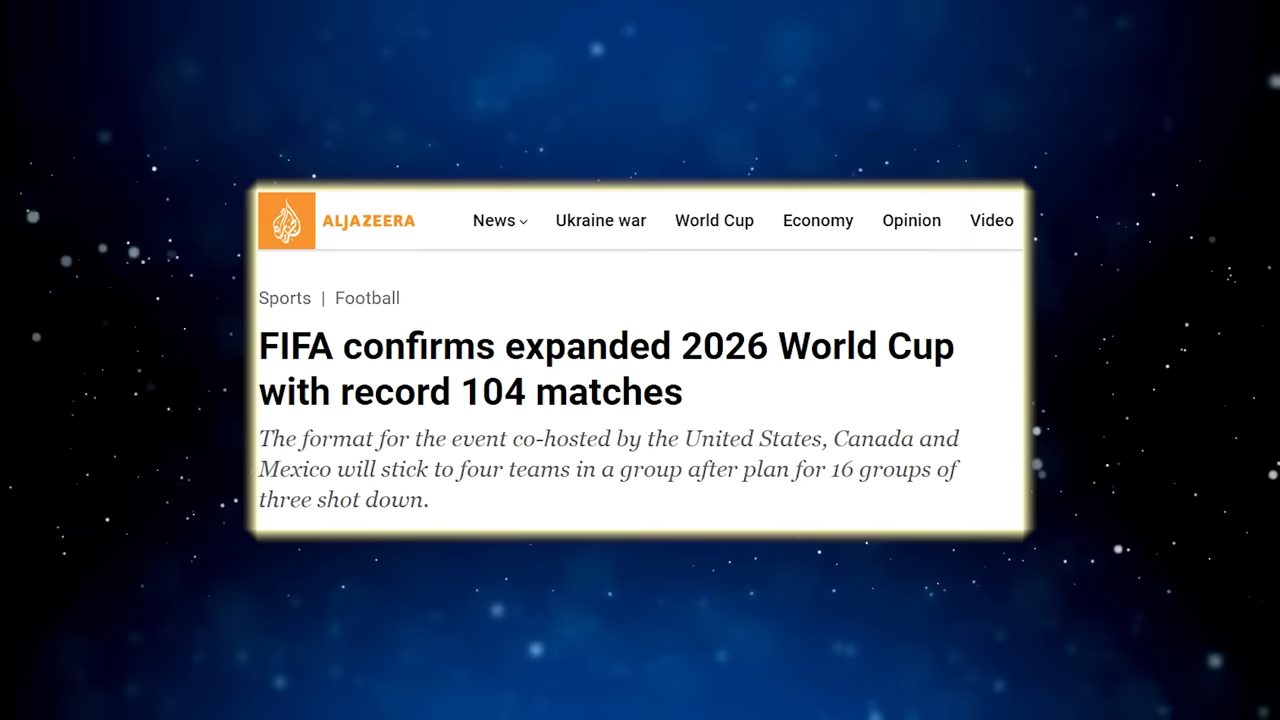 ALJAZEERA News Ukraine war World Cup Economy Opinion Video
Sports | Football
FIFA confirms expanded 2026 World Cup
with record 104 matches
The format for the event co-hosted by the United States, Canada and
Mexico will stick to four teams in a group after plan for 16 groups of
three shot down.